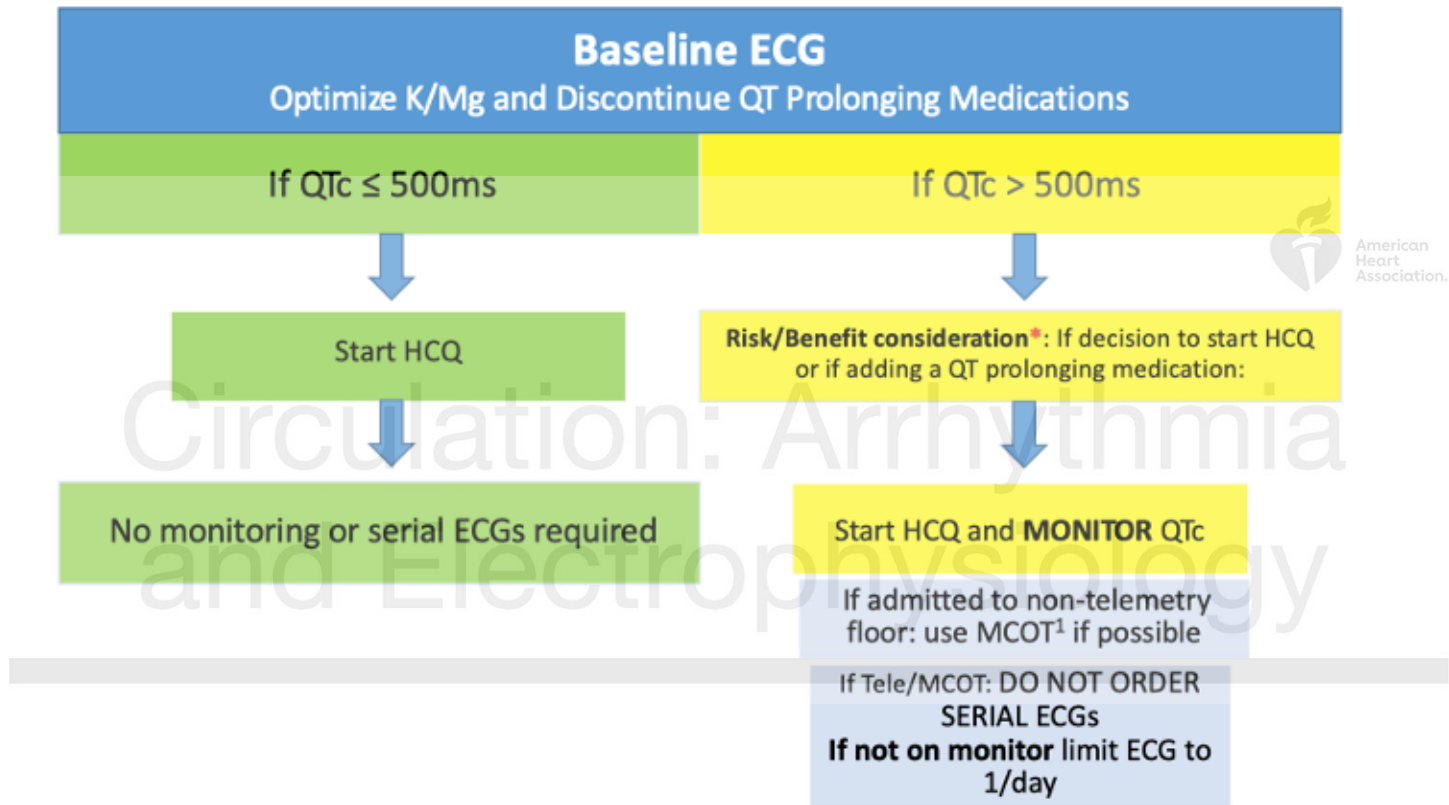 Baseline ECG
Optimize K/Mg and Discontinue QT Prolonging Medications
If QTc ≤ 500ms
If QTc > 500ms
American
Heart
Association.
Start HCQ
Risk/Benefit consideration*: If decision to start HCQ
or if adding a QT prolonging medication:
Circulation: Arrhythmia
and Electrophysiology
No monitoring or serial ECGs required
Start HCQ and MONITOR QTc
If admitted to non-telemetry
floor: use MCOT¹ if possible
If Tele/MCOT: DO NOT ORDER
SERIAL ECGs
If not on monitor limit ECG to
1/day